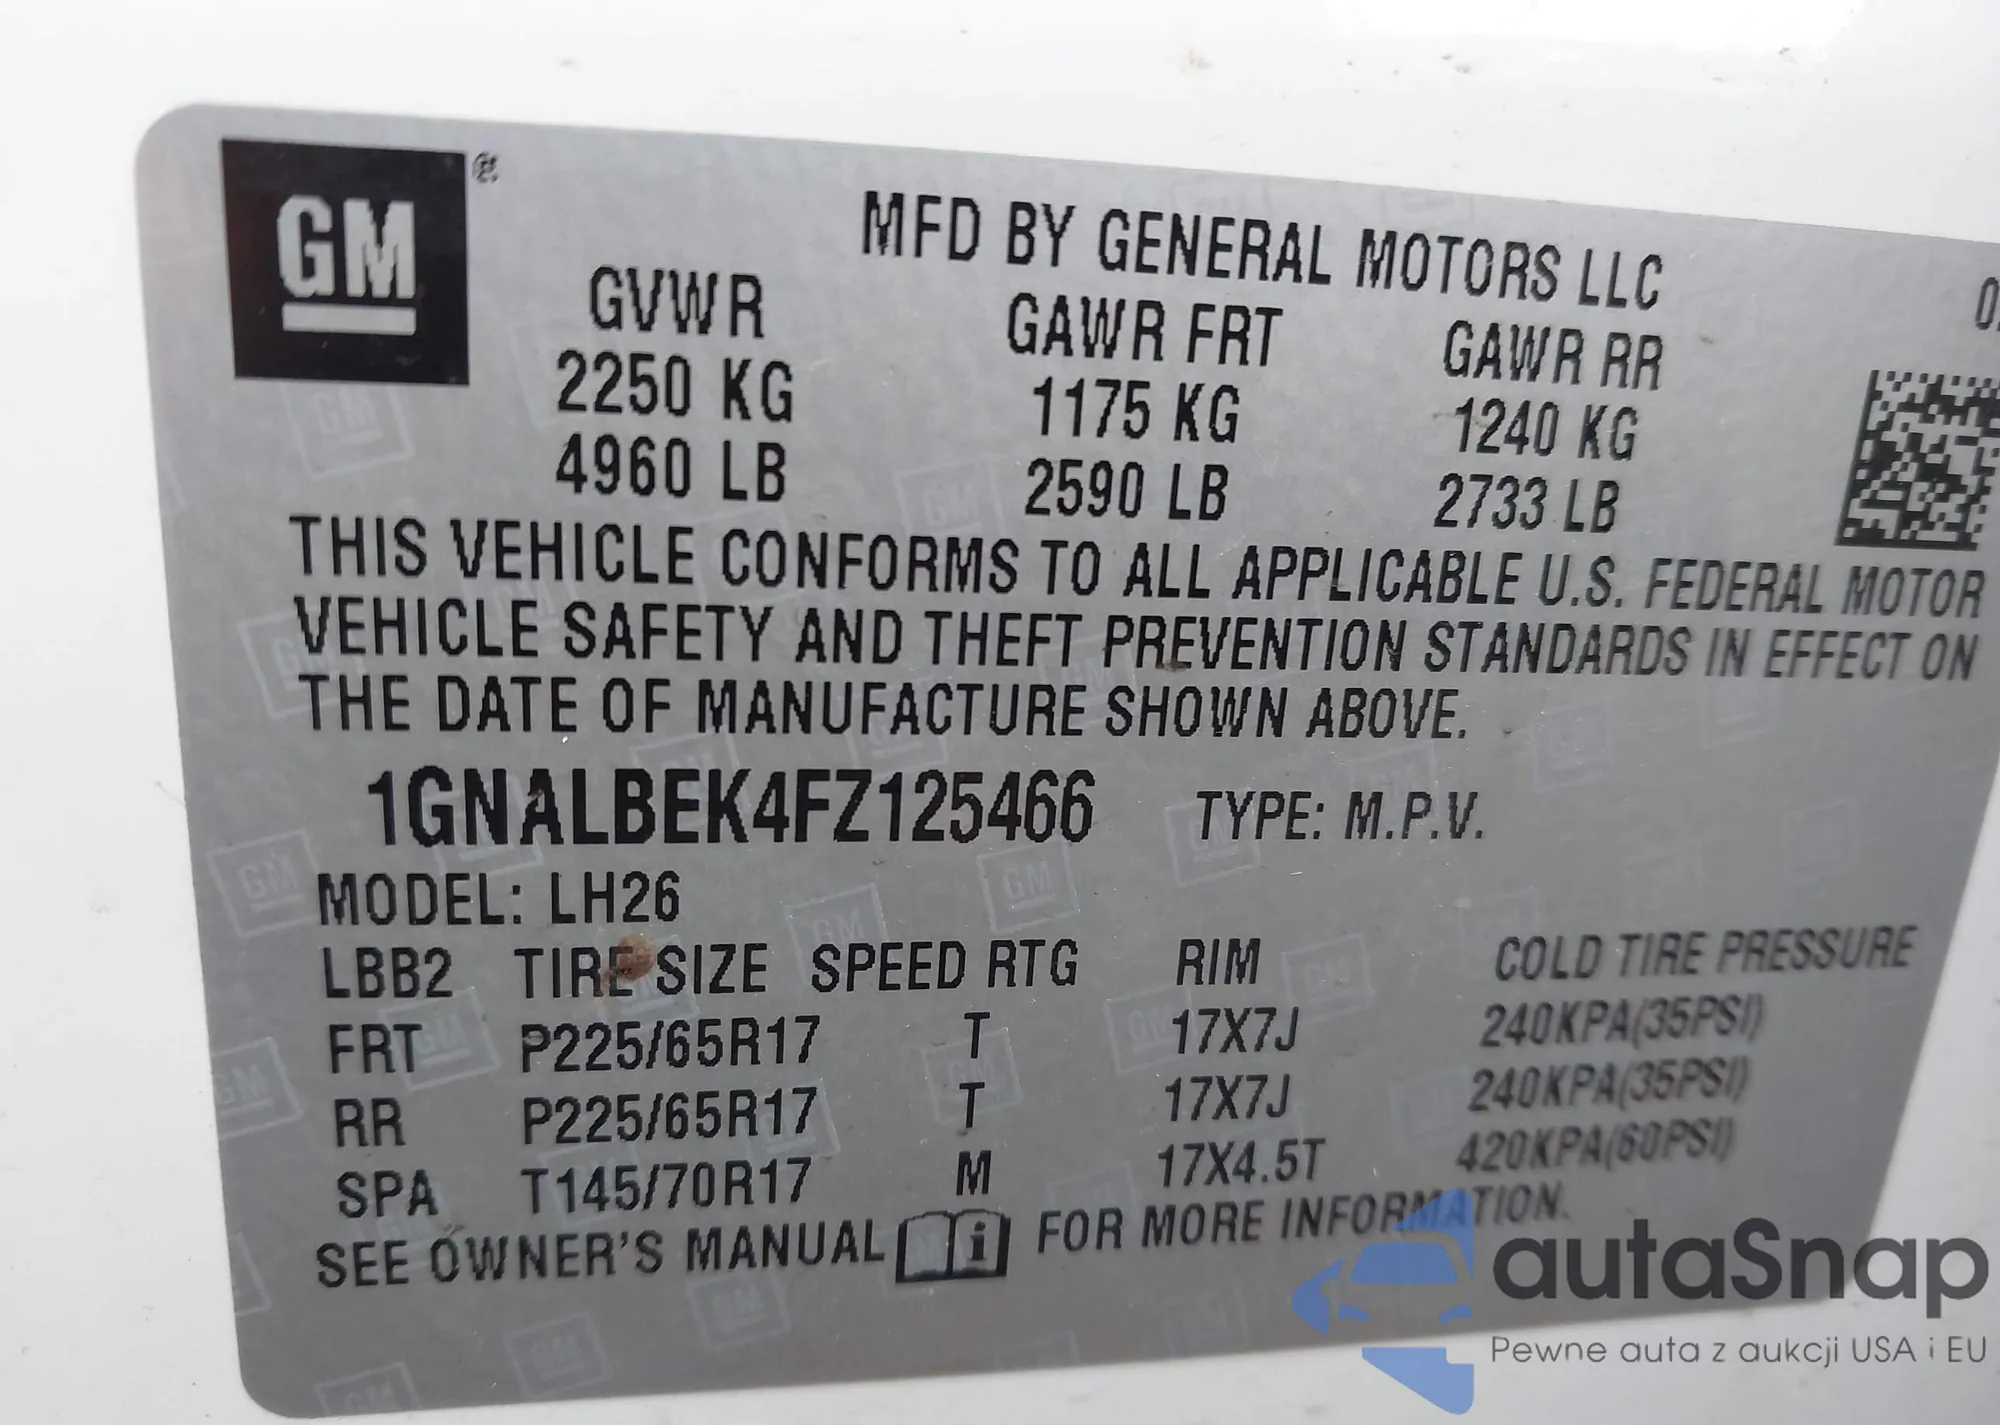 GM ®
MFD BY GENERAL MOTORS LLC
GVWR GAWR FRT GAWR RR
2250 KG 1175 KG 1240 KG
4960 LB 2590 LB 2733 LB
THIS VEHICLE CONFORMS TO ALL APPLICABLE U.S. FEDERAL MOTOR
VEHICLE SAFETY AND THEFT PREVENTION STANDARDS IN EFFECT ON
THE DATE OF MANUFACTURE SHOWN ABOVE.
1GNALBEK4FZ125466 TYPE: M.P.V.
MODEL: LH26
LBB2 TIRE SIZE SPEED RTG RIM COLD TIRE PRESSURE
FRT P225/65R17 T 17X7J 240KPA(35PSI)
RR P225/65R17 T 17X7J 240KPA(35PSI)
SPA T145/70R17 M 17X4.5T 420KPA(60PSI)
SEE OWNER'S MANUAL i FOR MORE INFORMATION.
autaSnap
Pewne auta z aukcji USA i EU